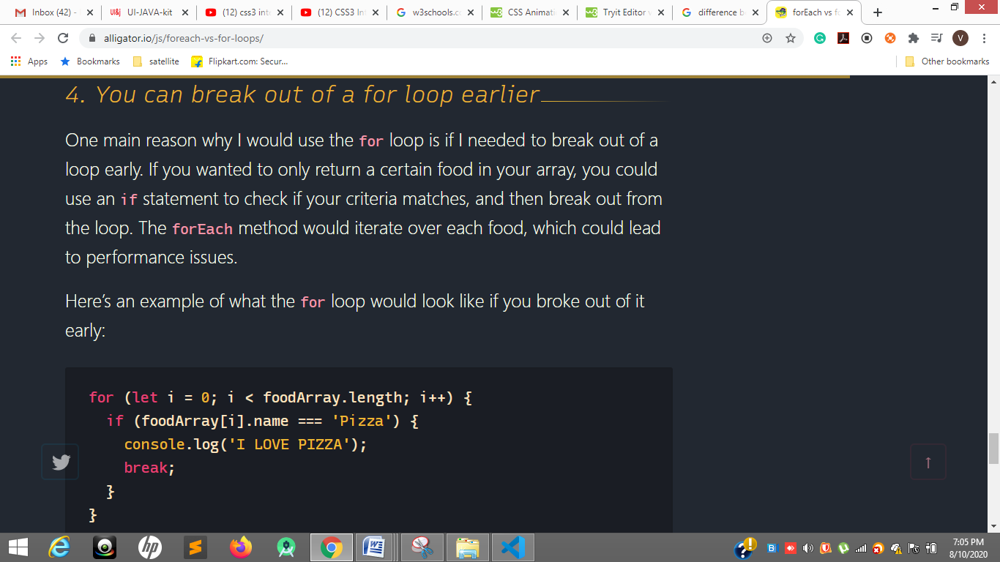 Inbox (42) -
UI-JAVA-kit
(12) css3 inte
(12) CSS3 In
w3schools.c
CSS Animati
Tryit Editor v
difference b
forEach vs fo
alligator.io/js/foreach-vs-for-loops/
V
Apps
Bookmarks
satellite
Flipkart.com: Secur...
Other bookmarks
4. You can break out of a for loop earlier
One main reason why I would use the for loop is if I needed to break out of a
loop early. If you wanted to only return a certain food in your array, you could
use an if statement to check if your criteria matches, and then break out from
the loop. The forEach method would iterate over each food, which could lead
to performance issues.
Here’s an example of what the for loop would look like if you broke out of it
early:
for (let i = 0; i < foodArray.length; i++) {
if (foodArray[i].name === 'Pizza') {
console.log('I LOVE PIZZA');
break;
}
}
7:05 PM
8/10/2020